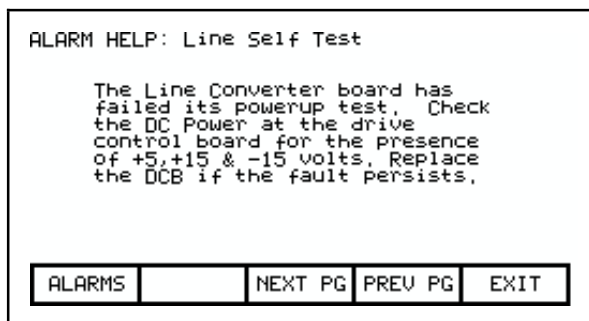 ALARM HELP: Line Self Test
The Line Converter board has
failed its powerup test. Check
the DC Power at the drive
control board for the presence
of +5,+15 & -15 volts. Replace
the DCB if the fault persists.
ALARMS NEXT PG PREV PG EXIT